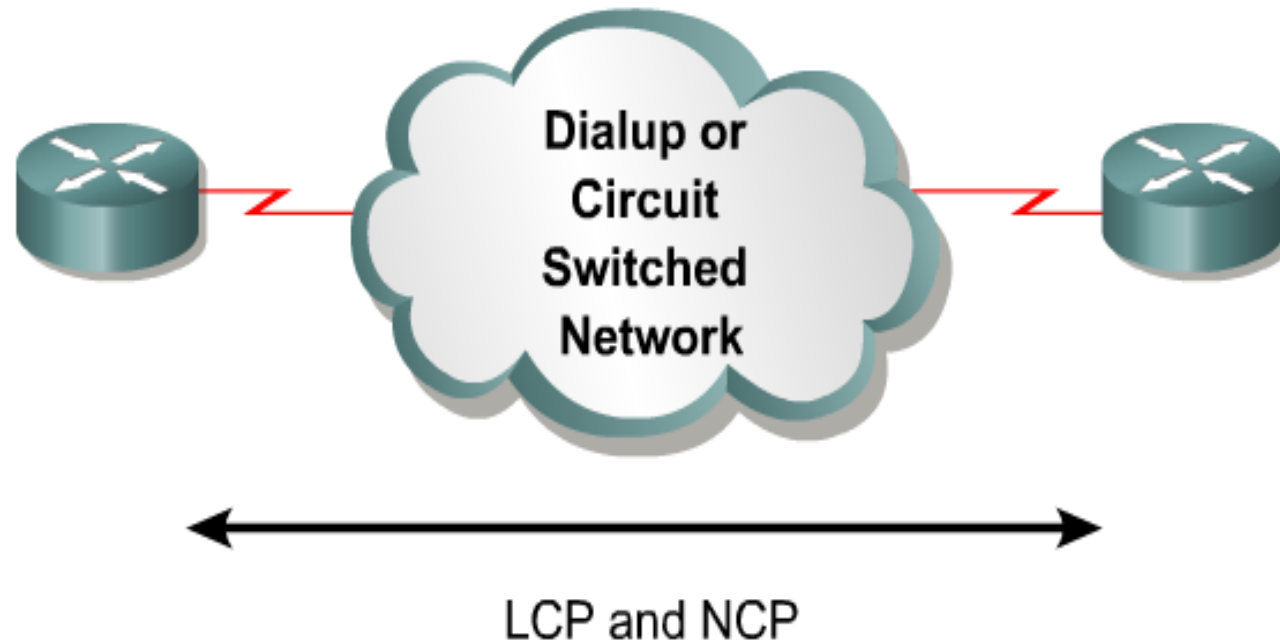 Dialup or
Circuit
Switched
Network
LCP and NCP